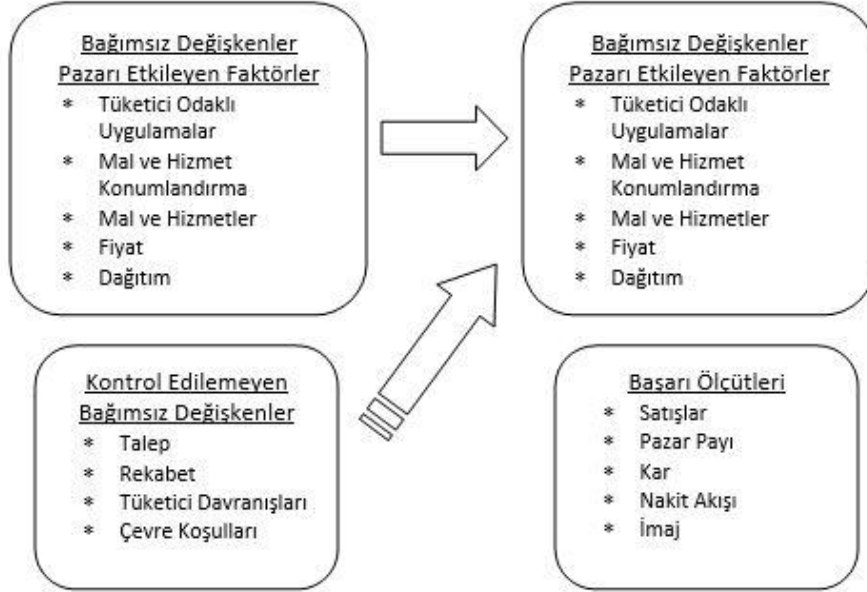 Bağımsız Değişkenler
Pazarı Etkileyen Faktörler
* Tüketici Odaklı
Uygulamalar
* Mal ve Hizmet
Konumlandırma
* Mal ve Hizmetler
* Fiyat
* Dağıtım
Bağımsız Değişkenler
Pazarı Etkileyen Faktörler
* Tüketici Odaklı
Uygulamalar
* Mal ve Hizmet
Konumlandırma
* Mal ve Hizmetler
* Fiyat
* Dağıtım
Kontrol Edilemeyen
Bağımsız Değişkenler
* Talep
* Rekabet
* Tüketici Davranışları
* Çevre Koşulları
Başarı Ölçütleri
* Satışlar
* Pazar Payı
* Kar
* Nakit Akışı
* İmaj